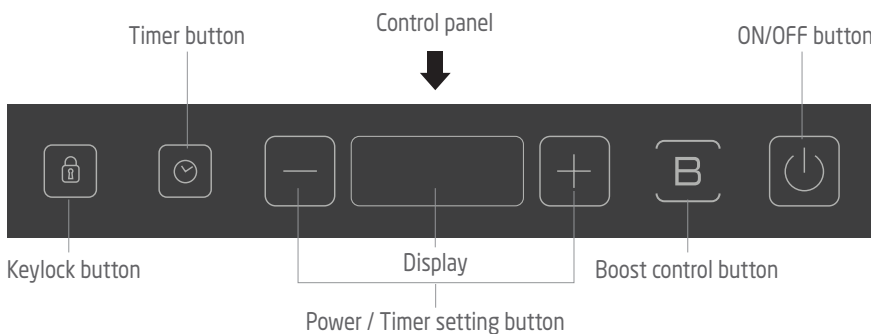 Control panel
Timer button
ON/OFF button
B
Keylock button
Display
Boost control button
Power / Timer setting button